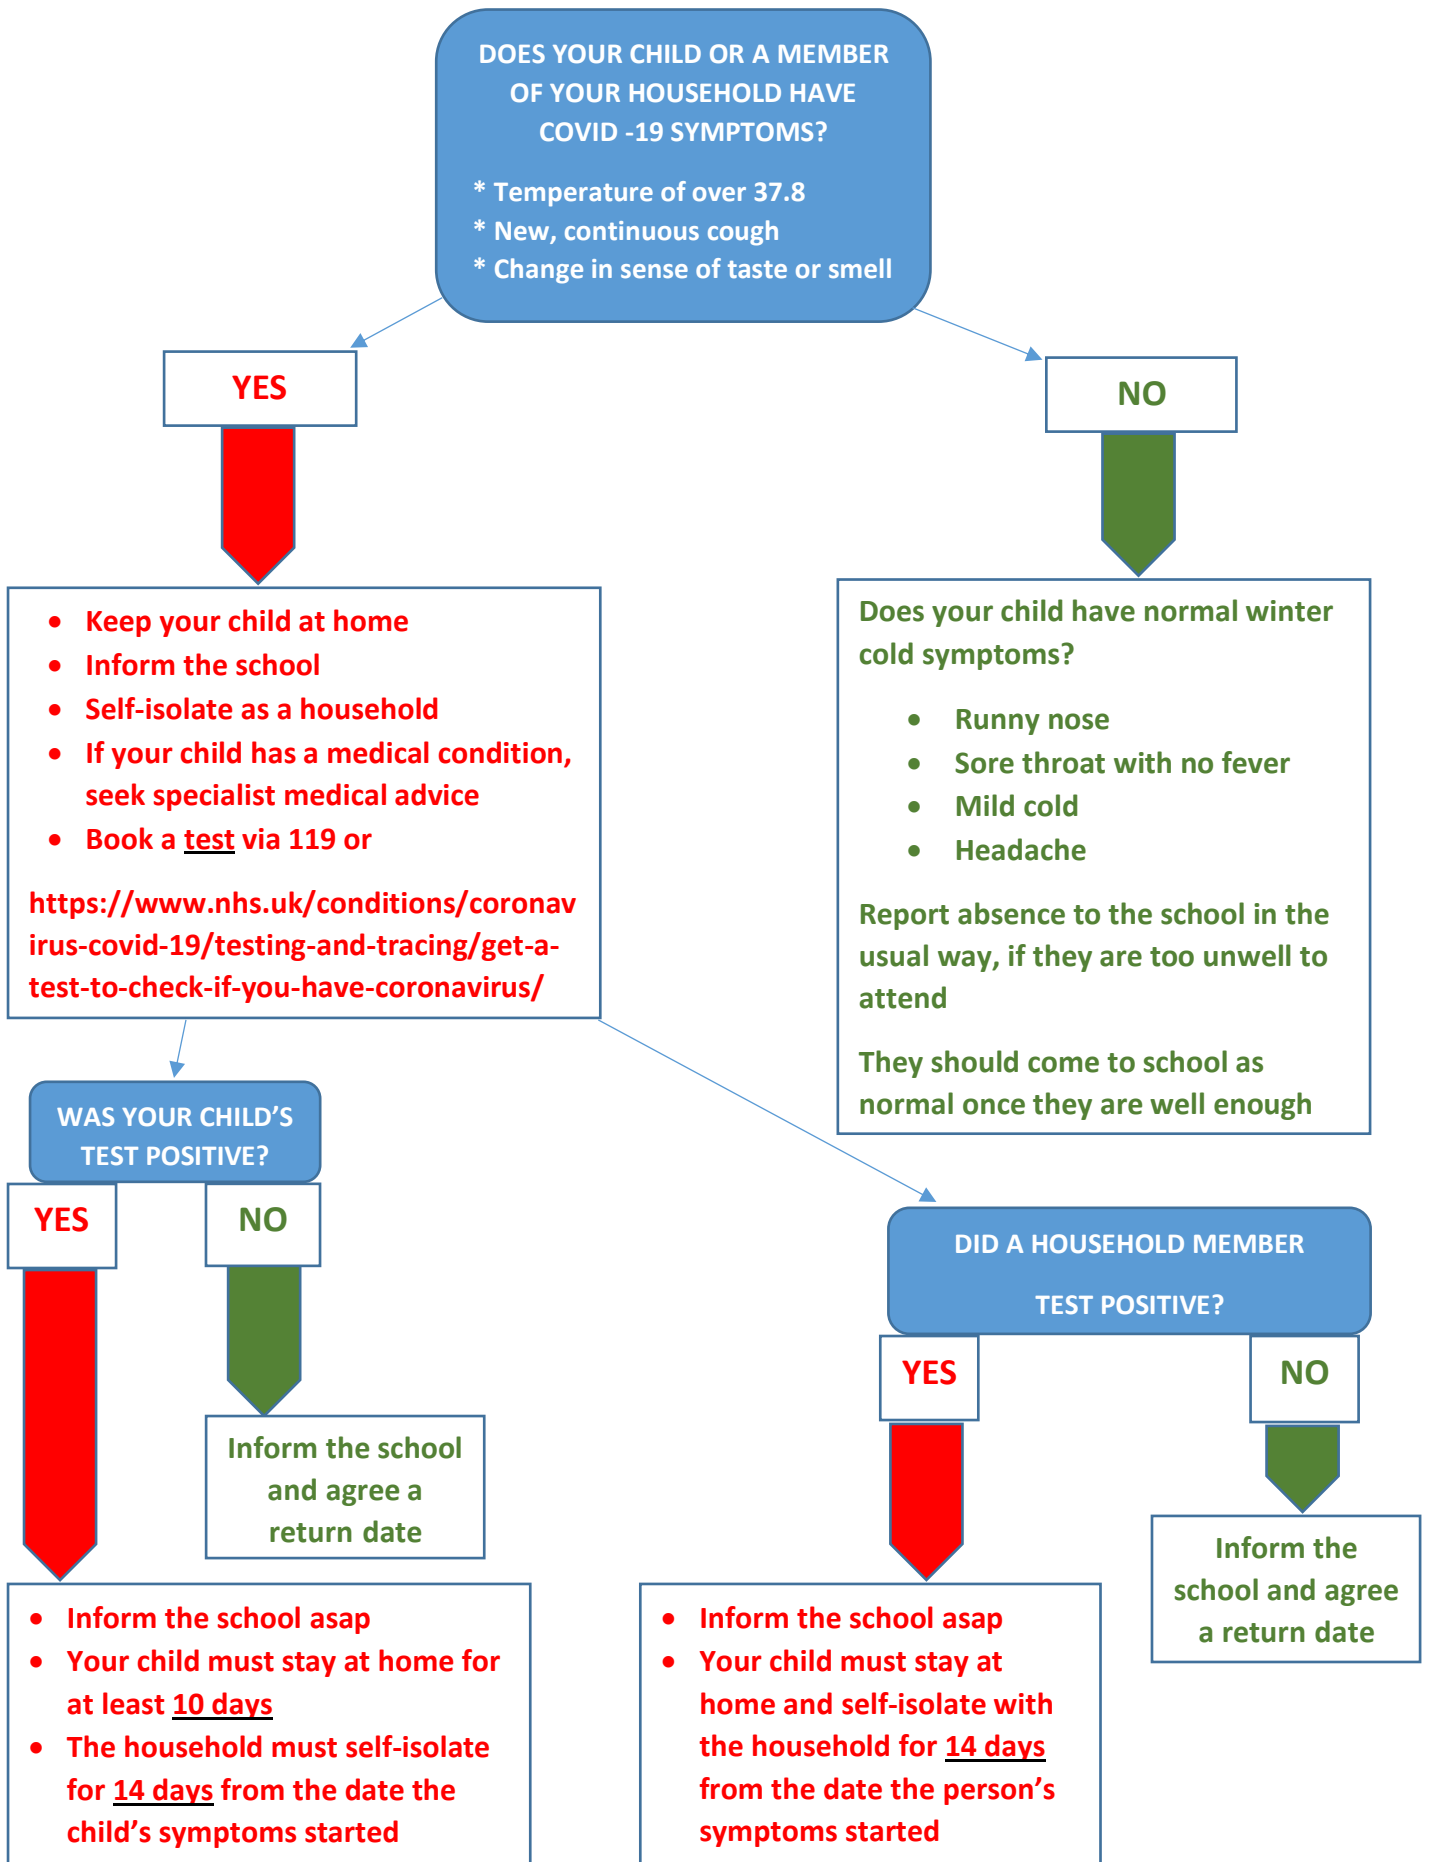 DOES YOUR CHILD OR A MEMBER
OF YOUR HOUSEHOLD HAVE
COVID -19 SYMPTOMS?
* Temperature of over 37.8
* New, continuous cough
* Change in sense of taste or smell
YES
NO
• Keep your child at home
• Inform the school
• Self-isolate as a household
• If your child has a medical condition,
seek specialist medical advice
• Book a test via 119 or
https://www.nhs.uk/conditions/coronav
irus-covid-19/testing-and-tracing/get-a-
test-to-check-if-you-have-coronavirus/
Does your child have normal winter
cold symptoms?
• Runny nose
• Sore throat with no fever
• Mild cold
• Headache
Report absence to the school in the
usual way, if they are too unwell to
attend
They should come to school as
normal once they are well enough
WAS YOUR CHILD’S
TEST POSITIVE?
YES
NO
Inform the school
and agree a
return date
• Inform the school asap
• Your child must stay at home for
at least 10 days
• The household must self-isolate
for 14 days from the date the
child’s symptoms started
DID A HOUSEHOLD MEMBER
TEST POSITIVE?
YES
NO
• Inform the school asap
• Your child must stay at
home and self-isolate with
the household for 14 days
from the date the person’s
symptoms started
Inform the
school and agree
a return date